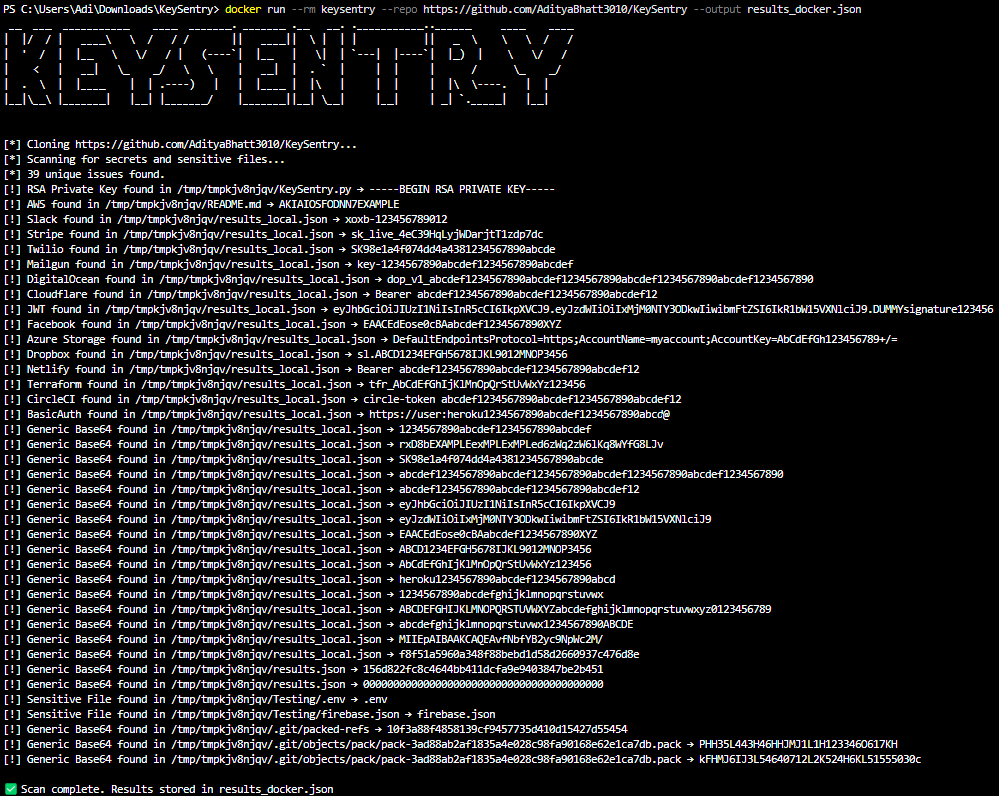 PS C:\Users\Adi\Downloads\KeySentry> docker run --rm keysentry --repo https://github.com/AdityaBhatt3010/KeySentry --output results_docker.json
KEYSENTRY
[*] Cloning https://github.com/AdityaBhatt3010/KeySentry...
[*] Scanning for secrets and sensitive files...
[*] 39 unique issues found.
[!] RSA Private Key found in /tmp/tmpkjv8njqv/KeySentry.py → -----BEGIN RSA PRIVATE KEY-----
[!] AWS found in /tmp/tmpkjv8njqv/README.md → AKIAIOSFODNN7EXAMPLE
[!] Slack found in /tmp/tmpkjv8njqv/results_local.json → xoxb-123456789012
[!] Stripe found in /tmp/tmpkjv8njqv/results_local.json → sk_live_4eC39HqLyjWDarjtT1zdp7dc
[!] Twilio found in /tmp/tmpkjv8njqv/results_local.json → SK98e1a4f074dd4a4381234567890abcde
[!] Mailgun found in /tmp/tmpkjv8njqv/results_local.json → key-1234567890abcdef1234567890abcdef
[!] DigitalOcean found in /tmp/tmpkjv8njqv/results_local.json → dop_v1_abcdef1234567890abcdef1234567890abcdef1234567890abcdef1234567890
[!] Cloudflare found in /tmp/tmpkjv8njqv/results_local.json → Bearer abcdef1234567890abcdef1234567890abcdef12
[!] JWT found in /tmp/tmpkjv8njqv/results_local.json → eyJhbGciOiJIUzI1NiIsInR5cCI6IkpXVCJ9.eyJzdWIiOiIxMjM0NTY3ODkwIiwibmFtZSI6IkR1bW15VXNlciJ9.DUMMYsignature123456
[!] Facebook found in /tmp/tmpkjv8njqv/results_local.json → EAACEdEose0cBAabcdef1234567890XYZ
[!] Azure Storage found in /tmp/tmpkjv8njqv/results_local.json → DefaultEndpointsProtocol=https;AccountName=myaccount;AccountKey=AbCdEfGh123456789+/=
[!] Dropbox found in /tmp/tmpkjv8njqv/results_local.json → sl.ABCD1234EFGH5678IJKL9012MNOP3456
[!] Netlify found in /tmp/tmpkjv8njqv/results_local.json → Bearer abcdef1234567890abcdef1234567890abcdef12
[!] Terraform found in /tmp/tmpkjv8njqv/results_local.json → tfr_AbCdEfGhIjKlMnOpQrStUvWxYz123456
[!] CircleCI found in /tmp/tmpkjv8njqv/results_local.json → circle-token abcdef1234567890abcdef1234567890abcdef12
[!] BasicAuth found in /tmp/tmpkjv8njqv/results_local.json → https://user:heroku1234567890abcdef1234567890abcd@
[!] Generic Base64 found in /tmp/tmpkjv8njqv/results_local.json → 1234567890abcdef1234567890abcdef
[!] Generic Base64 found in /tmp/tmpkjv8njqv/results_local.json → rxD8bEXAMPLEexMPLExMPLed6zWq2zW6lKq8WYfG8LJv
[!] Generic Base64 found in /tmp/tmpkjv8njqv/results_local.json → SK98e1a4f074dd4a4381234567890abcde
[!] Generic Base64 found in /tmp/tmpkjv8njqv/results_local.json → abcdef1234567890abcdef1234567890abcdef1234567890abcdef1234567890
[!] Generic Base64 found in /tmp/tmpkjv8njqv/results_local.json → abcdef1234567890abcdef1234567890abcdef12
[!] Generic Base64 found in /tmp/tmpkjv8njqv/results_local.json → eyJhbGciOiJIUzI1NiIsInR5cCI6IkpXVCJ9
[!] Generic Base64 found in /tmp/tmpkjv8njqv/results_local.json → eyJzdWIiOiIxMjM0NTY3ODkwIiwibmFtZSI6IkR1bW15VXNlciJ9
[!] Generic Base64 found in /tmp/tmpkjv8njqv/results_local.json → EAACEdEose0cBAabcdef1234567890XYZ
[!] Generic Base64 found in /tmp/tmpkjv8njqv/results_local.json → ABCD1234EFGH5678IJKL9012MNOP3456
[!] Generic Base64 found in /tmp/tmpkjv8njqv/results_local.json → AbCdEfGhIjKlMnOpQrStUvWxYz123456
[!] Generic Base64 found in /tmp/tmpkjv8njqv/results_local.json → heroku1234567890abcdef1234567890abcd
[!] Generic Base64 found in /tmp/tmpkjv8njqv/results_local.json → 1234567890abcdefghijklmnopqrstuvwx
[!] Generic Base64 found in /tmp/tmpkjv8njqv/results_local.json → ABCDEFGHIJKLMNOPQRSTUVWXYZabcdefghijklmnopqrstuvwxyz0123456789
[!] Generic Base64 found in /tmp/tmpkjv8njqv/results_local.json → abcdefghijklmnopqrstuvwx1234567890ABCDE
[!] Generic Base64 found in /tmp/tmpkjv8njqv/results_local.json → MIIEpAIBAAKCAQEAvfNbfYB2yc9NpWc2M/
[!] Generic Base64 found in /tmp/tmpkjv8njqv/results_local.json → f8f51a5960a348f88bebd1d58d2660937c476d8e
[!] Generic Base64 found in /tmp/tmpkjv8njqv/results.json → 156d822fc8c4644bb411dcfa9e9403847be2b451
[!] Generic Base64 found in /tmp/tmpkjv8njqv/results.json → 0000000000000000000000000000000000000000
[!] Sensitive File found in /tmp/tmpkjv8njqv/Testing/.env → .env
[!] Sensitive File found in /tmp/tmpkjv8njqv/Testing/firebase.json → firebase.json
[!] Generic Base64 found in /tmp/tmpkjv8njqv/.git/packed-refs → 10f3a88f4858139cf9457735d410d15427d55454
[!] Generic Base64 found in /tmp/tmpkjv8njqv/.git/objects/pack/pack-3ad88ab2af1835a4e028c98fa90168e62e1ca7db.pack → PHH35L443H46HHJMJ1L1H123346O617KH
[!] Generic Base64 found in /tmp/tmpkjv8njqv/.git/objects/pack/pack-3ad88ab2af1835a4e028c98fa90168e62e1ca7db.pack → kFHMJ6IJ3L54640712L2K524H6KL51555030c
✅ Scan complete. Results stored in results_docker.json